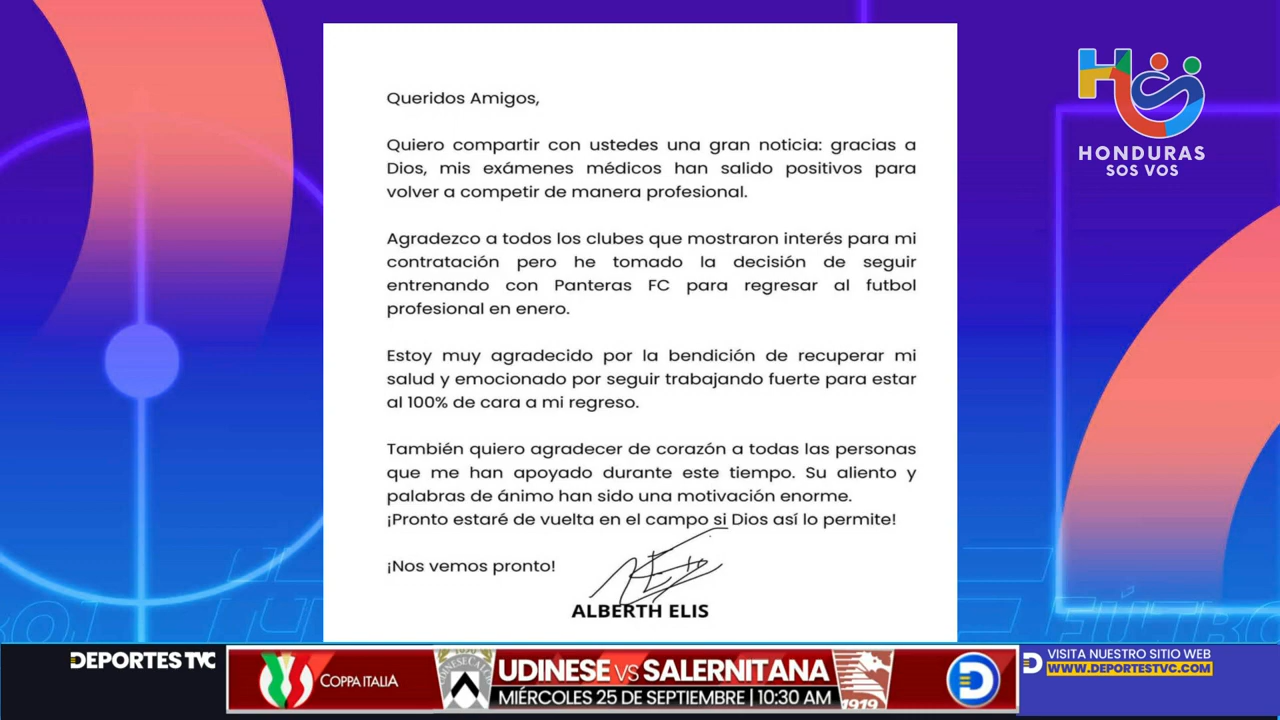 Queridos Amigos,
Quiero compartir con ustedes una gran noticia: gracias a
Dios, mis exámenes médicos han salido positivos para
volver a competir de manera profesional.
Agradezco a todos los clubes que mostraron interés para mi
contratación pero he tomado la decisión de seguir
entrenando con Panteras FC para regresar al futbol
profesional en enero.
Estoy muy agradecido por la bendición de recuperar mi
salud y emocionado por seguir trabajando fuerte para estar
al 100% de cara a mi regreso.
También quiero agradecer de corazón a todas las personas
que me han apoyado durante este tiempo. Su aliento y
palabras de ánimo han sido una motivación enorme.
¡Pronto estaré de vuelta en el campo si Dios así lo permite!
¡Nos vemos pronto!
ALBERTH ELIS
HONDURAS
SOS VOS
FÚTBO
DEPORTES TVC
COPPA ITALIA
UDINESE VS SALERNITANA
MIÉRCOLES 25 DE SEPTIEMBRE | 10:30 AM
1919
D
D
VISITA NUESTRO SITIO WEB
WWW.DEPORTESTVC.COM